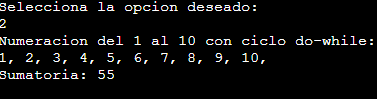 Selecciona la opcion deseado:
2
Numeracion del 1 al 10 con ciclo do-while:
1, 2, 3, 4, 5, 6, 7, 8, 9, 10,
Sumatoria: 55